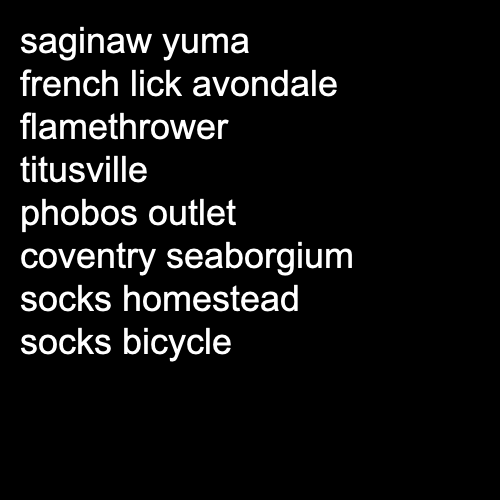 saginaw yuma
french lick avondale
flamethrower
titusville
phobos outlet
coventry seaborgium
socks homestead
socks bicycle